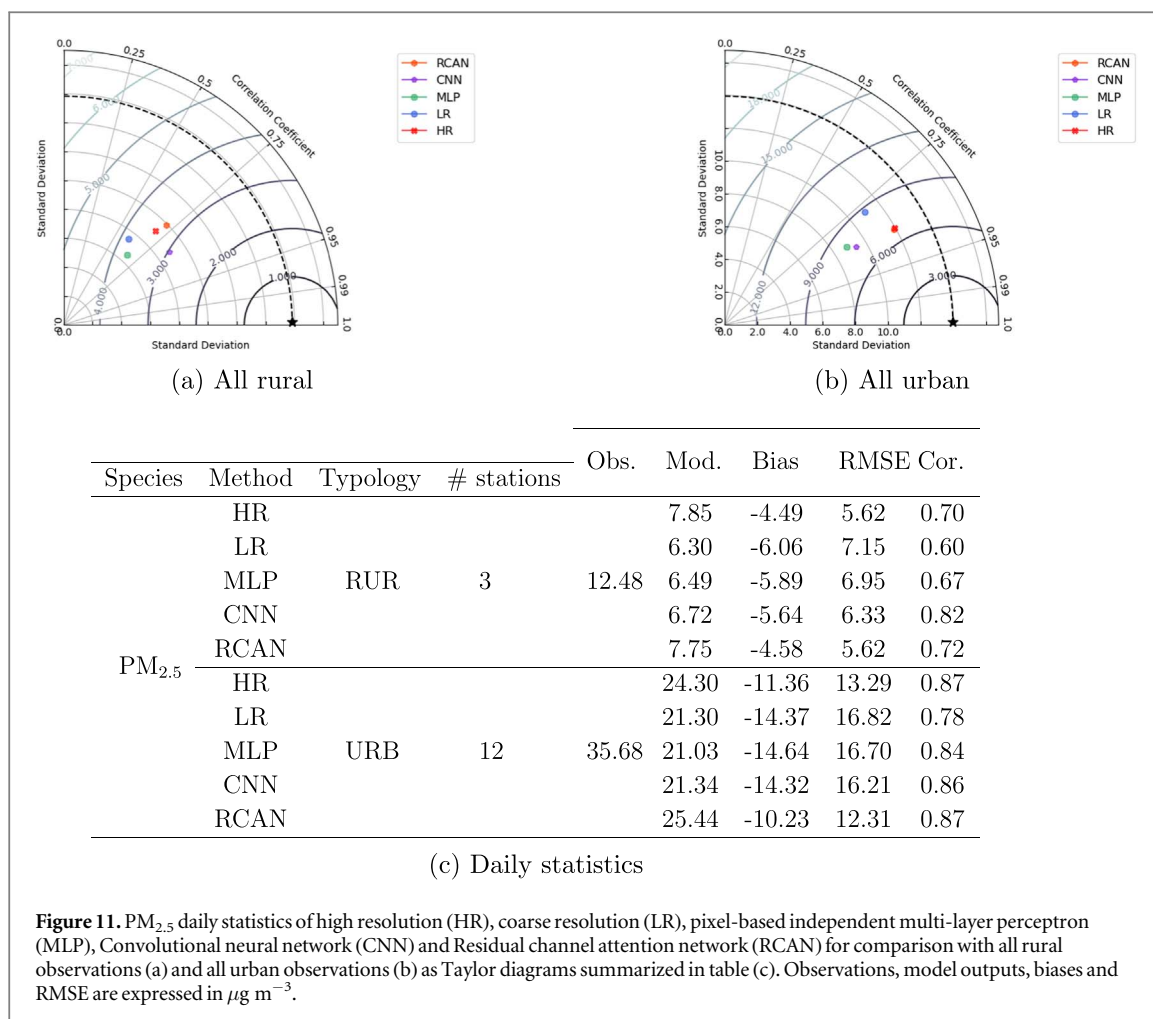 0.0
0.25
0.5
0.75
0.95
0.99
1.0
Correlation Coefficient
Standard Deviation
6.000
5.000
4.000
3.000
2.000
1.000
0.0
0.0
Standard Deviation
RCAN
CNN
MLP
LR
HR
(a) All rural
0.0
0.25
0.5
0.75
0.95
0.99
1.0
Correlation Coefficient
Standard Deviation
10.0
8.0
6.0
4.0
2.0
0.0
18.000
15.000
12.000
9.000
6.000
3.000
0.0 2.0 4.0 6.0 8.0 10.0
Standard Deviation
RCAN
CNN
MLP
LR
HR
(b) All urban
Species Method Typology # stations Obs. Mod. Bias RMSE Cor.
HR 7.85 -4.49 5.62 0.70
LR 6.30 -6.06 7.15 0.60
MLP RUR 3 12.48 6.49 -5.89 6.95 0.67
CNN 6.72 -5.64 6.33 0.82
RCAN 7.75 -4.58 5.62 0.72
PM2.5
HR 24.30 -11.36 13.29 0.87
LR 21.30 -14.37 16.82 0.78
MLP URB 12 35.68 21.03 -14.64 16.70 0.84
CNN 21.34 -14.32 16.21 0.86
RCAN 25.44 -10.23 12.31 0.87
(c) Daily statistics
Figure 11. PM2.5 daily statistics of high resolution (HR), coarse resolution (LR), pixel-based independent multi-layer perceptron
(MLP), Convolutional neural network (CNN) and Residual channel attention network (RCAN) for comparison with all rural
observations (a) and all urban observations (b) as Taylor diagrams summarized in table (c). Observations, model outputs, biases and
RMSE are expressed in μg m−3.